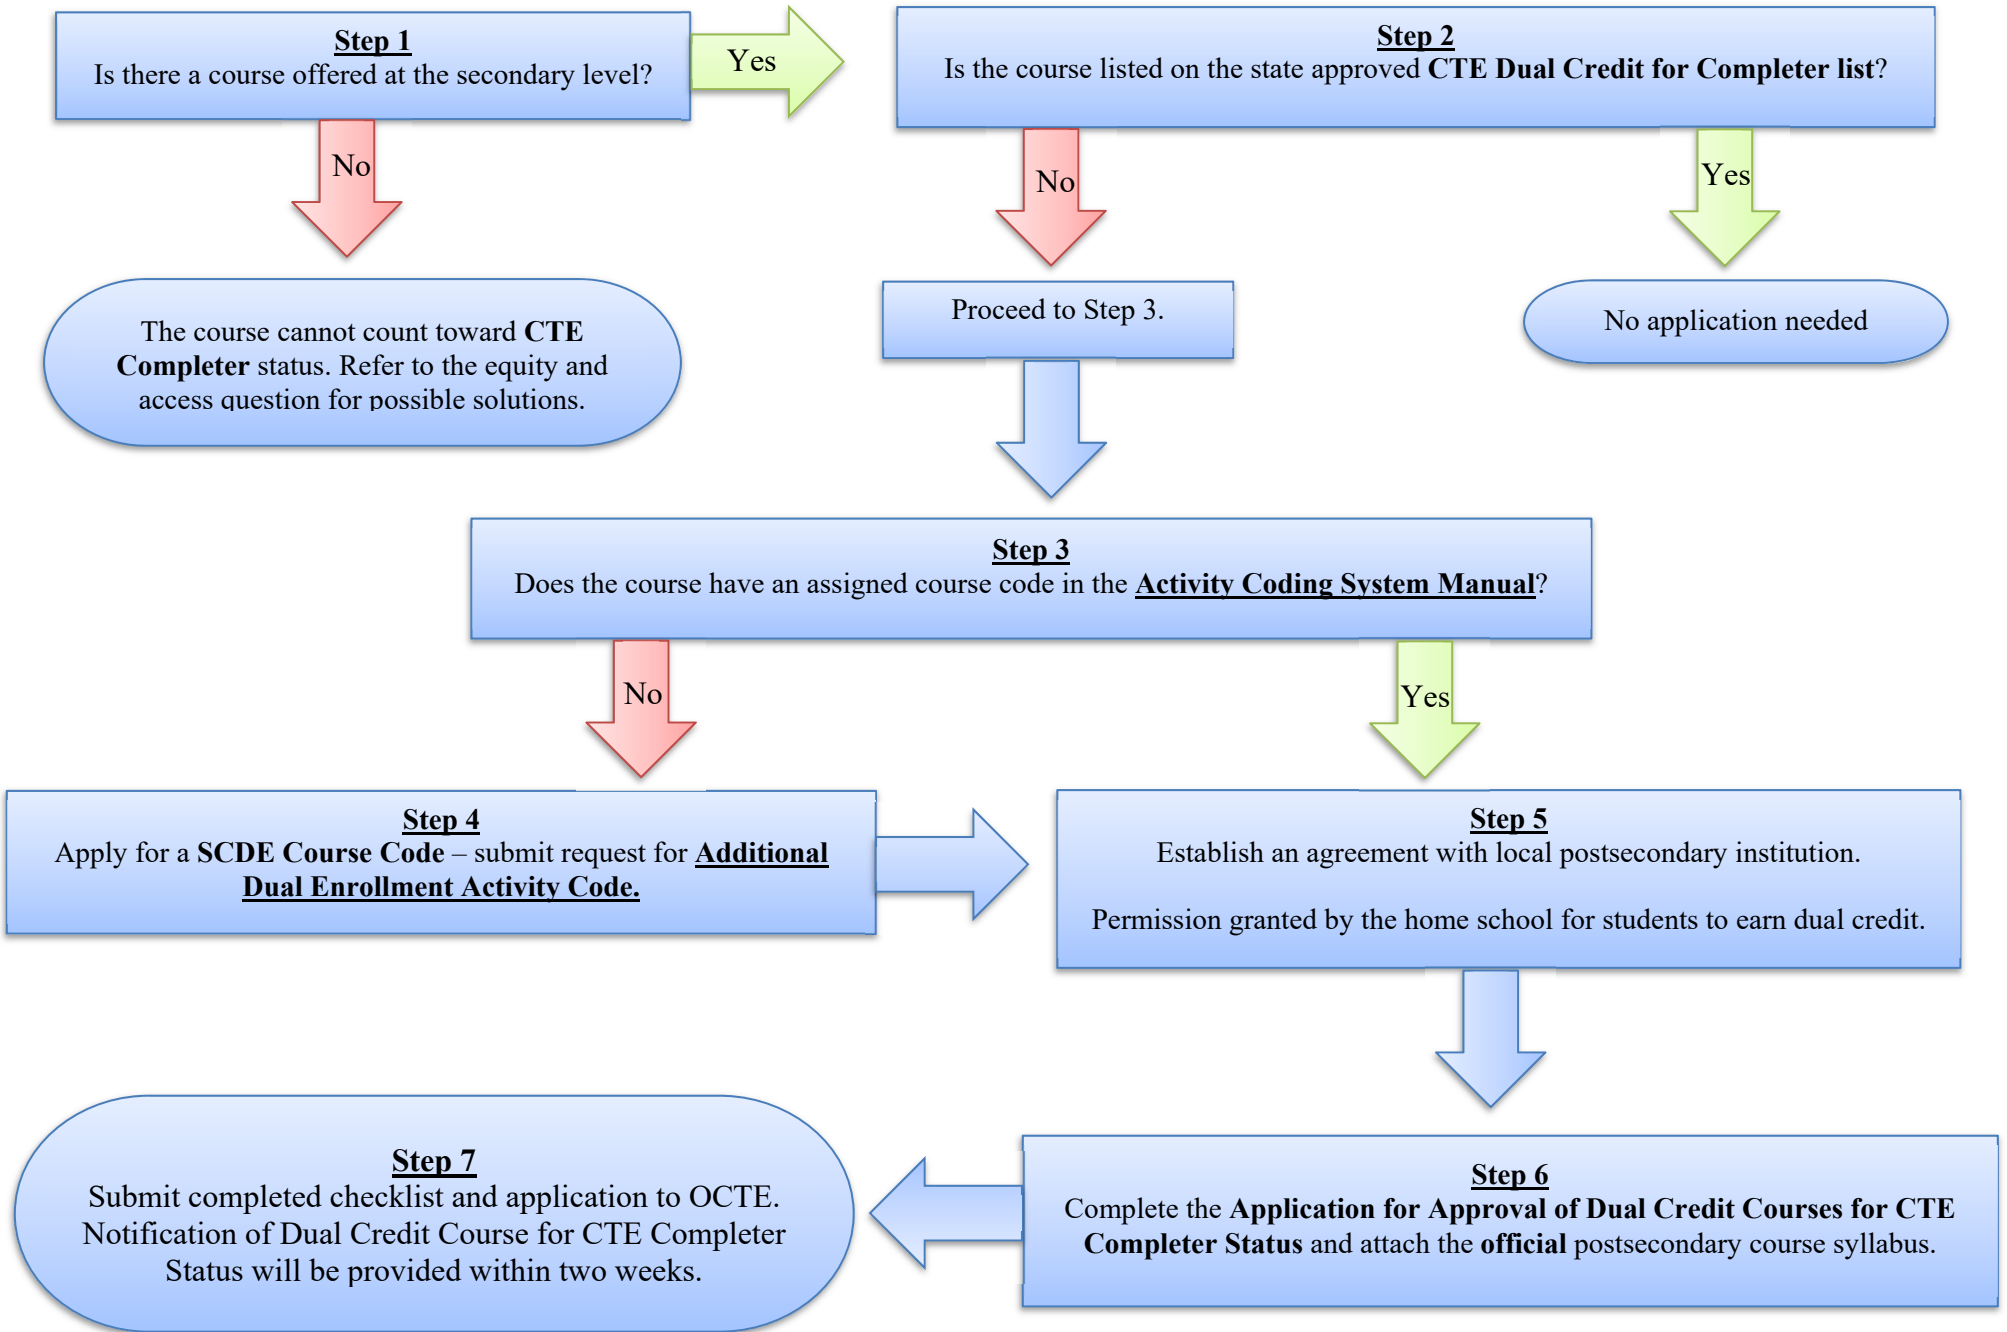 Step 1
Is there a course offered at the secondary level?
Yes
Step 2
Is the course listed on the state approved CTE Dual Credit for Completer list?
No
No
Yes
The course cannot count toward CTE
Completer status. Refer to the equity and
access question for possible solutions.
Proceed to Step 3.
No application needed
Step 3
Does the course have an assigned course code in the Activity Coding System Manual?
No
Yes
Step 4
Apply for a SCDE Course Code – submit request for Additional
Dual Enrollment Activity Code.
Step 5
Establish an agreement with local postsecondary institution.
Permission granted by the home school for students to earn dual credit.
Step 7
Submit completed checklist and application to OCTE.
Notification of Dual Credit Course for CTE Completer
Status will be provided within two weeks.
Step 6
Complete the Application for Approval of Dual Credit Courses for CTE
Completer Status and attach the official postsecondary course syllabus.